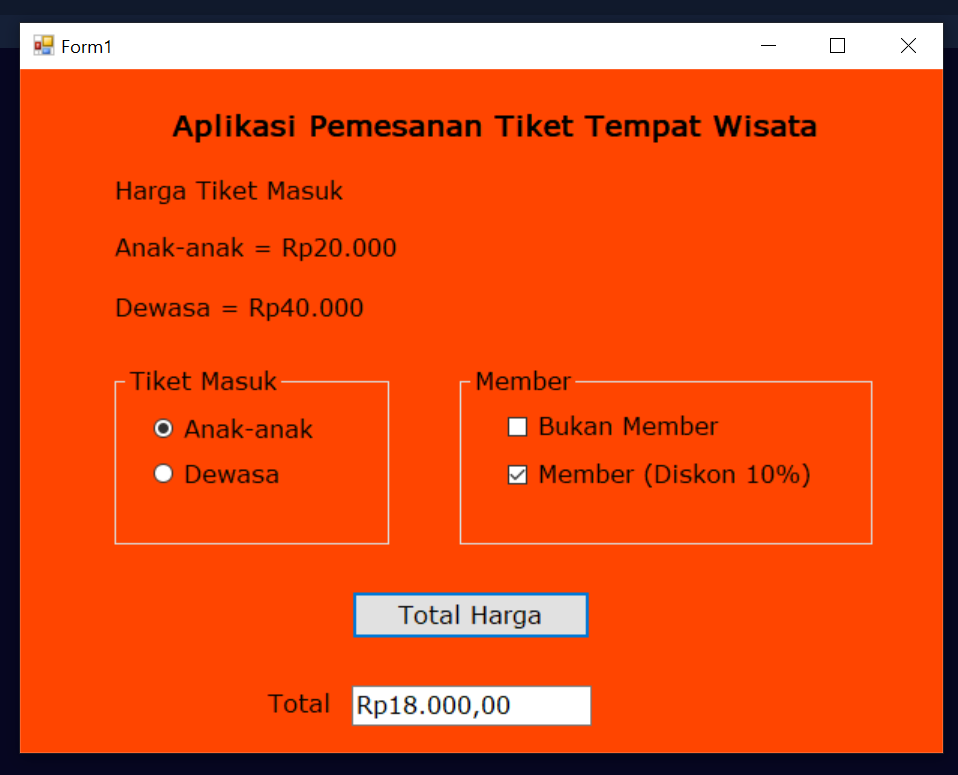 Form1
Aplikasi Pemesanan Tiket Tempat Wisata
Harga Tiket Masuk
Anak-anak = Rp20.000
Dewasa = Rp40.000
Tiket Masuk
Anak-anak
Dewasa
Member
Bukan Member
Member (Diskon 10%)
Total Harga
Total
Rp18.000,00